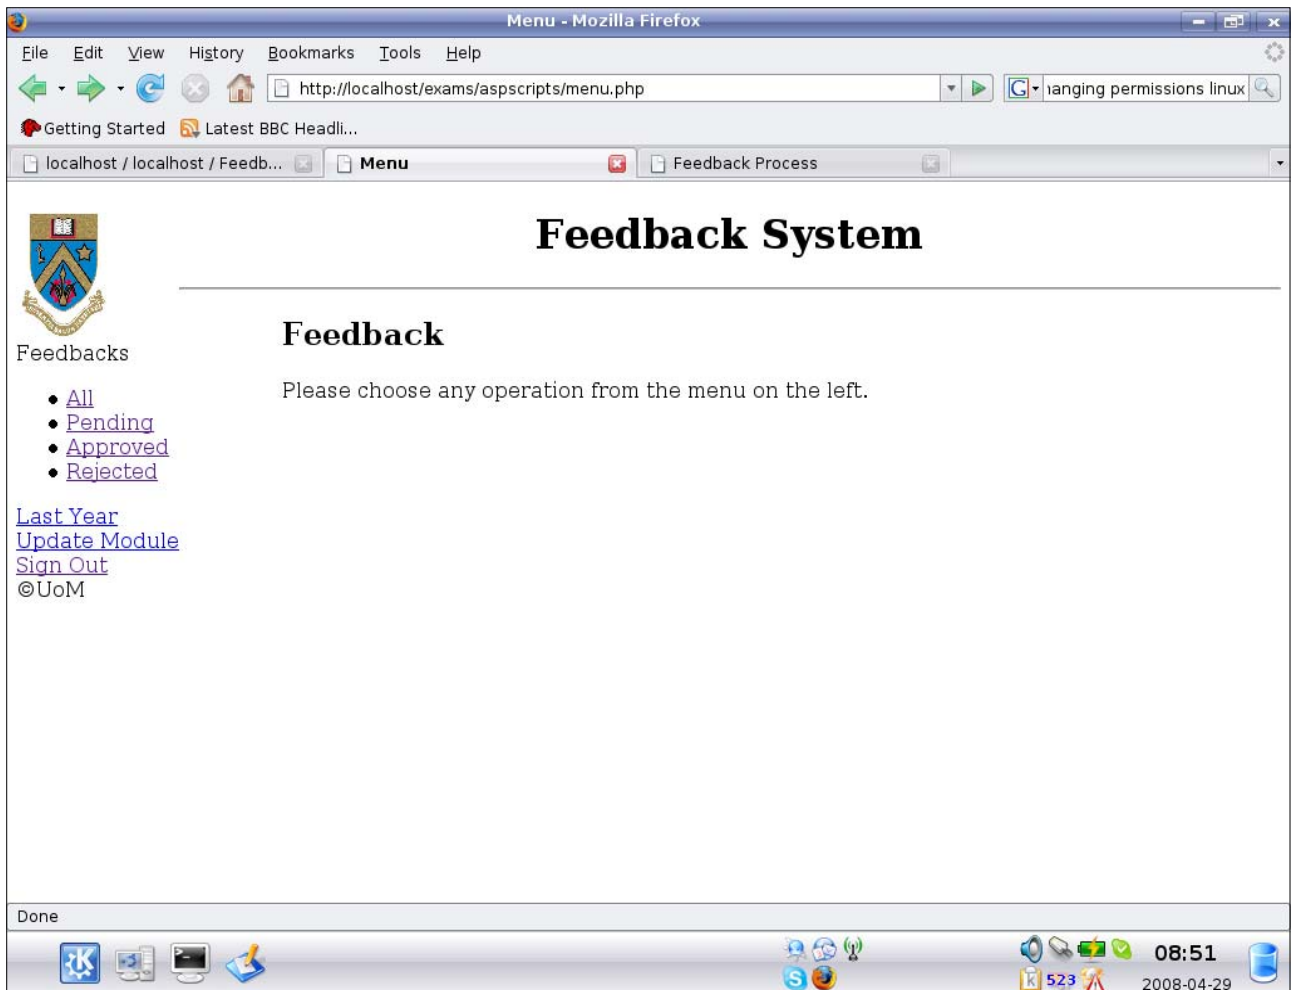 Menu - Mozilla Firefox
File Edit View History Bookmarks Tools Help
http://localhost/exams/aspscripts/menu.php
G anging permissions linux
Getting Started Latest BBC Headli...
localhost / localhost / Feedb... Menu Feedback Process
Feedback System
Feedback
Please choose any operation from the menu on the left.
Feedbacks
All
Pending
Approved
Rejected
Last Year
Update Module
Sign Out
©UoM
Done
08:51
523
2008-04-29